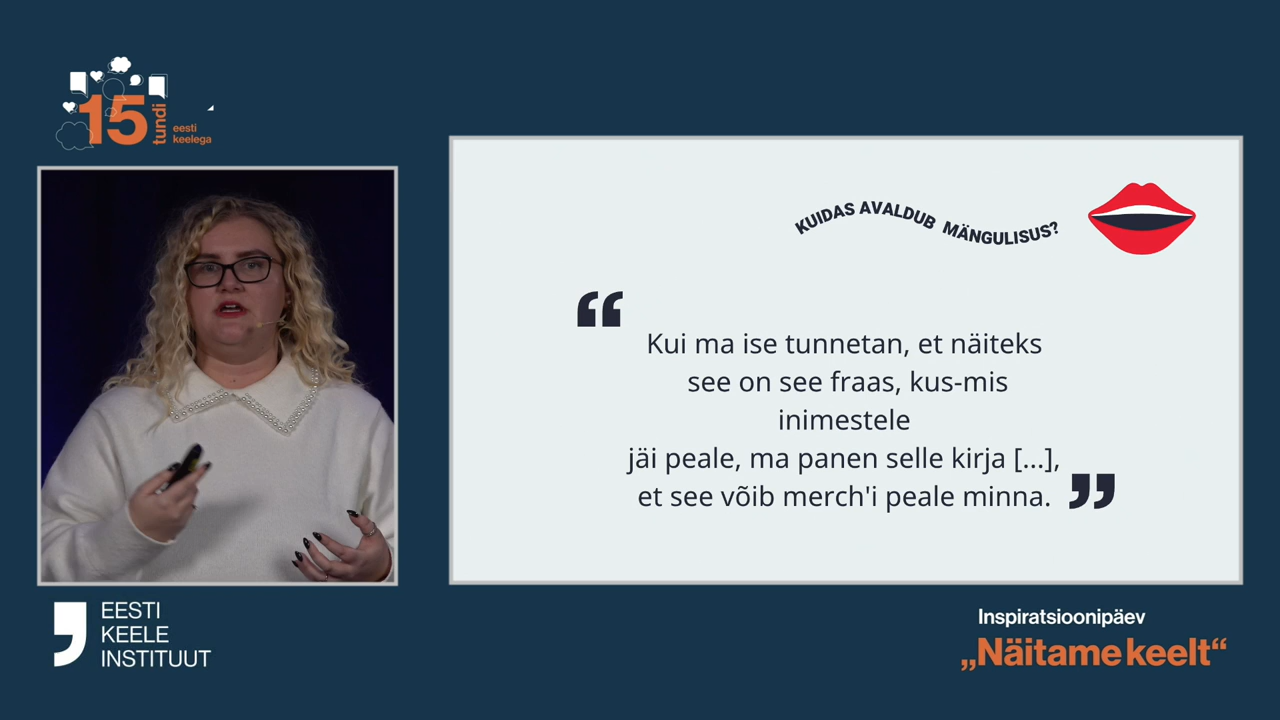 15
tundi
eesti
keelega
KUIDAS AVALDUB MÄNGULISUS?
“
Kui ma ise tunnetan, et näiteks
see on see fraas, kus-mis
inimestele
jäi peale, ma panen selle kirja [...],
et see võib merch'i peale minna.
”
EESTI
KEELE
INSTITUUT
Inspiratsioonipäev
„Näitame keelt“